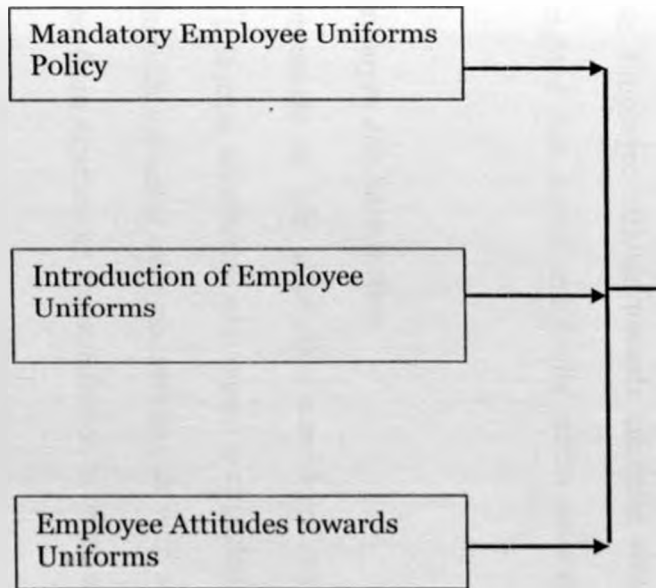 Mandatory Employee Uniforms
Policy
Introduction of Employee
Uniforms
Employee Attitudes towards
Uniforms